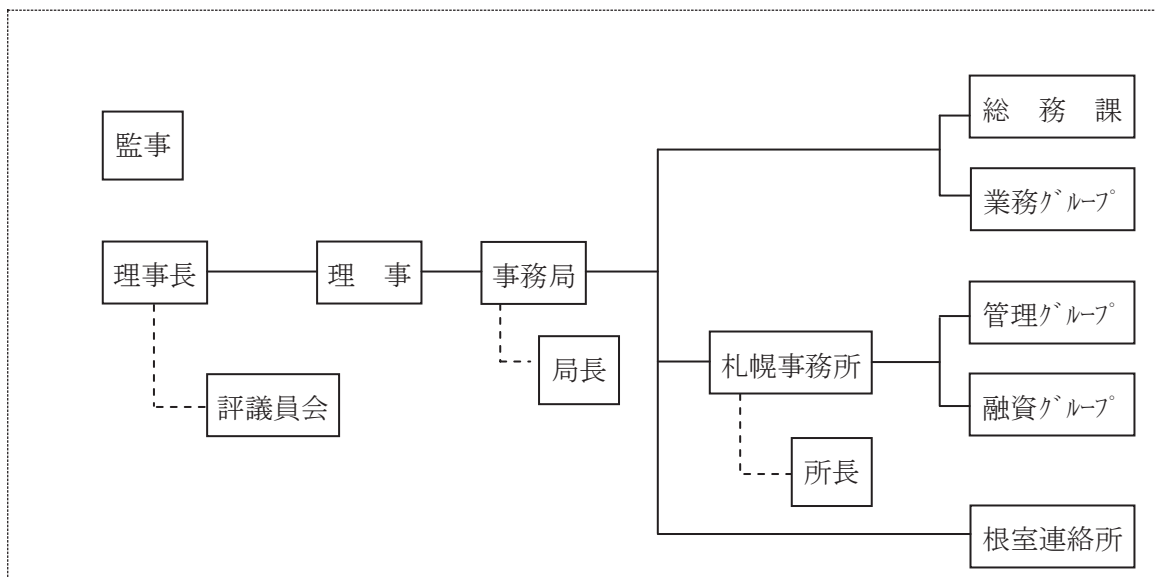 監事
理事長
評議員会
理　事
事務局
局長
札幌事務所
所長
総　務　課
業務ｸﾞﾙｰﾌﾟ
管理ｸﾞﾙｰﾌﾟ
融資ｸﾞﾙｰﾌﾟ
根室連絡所